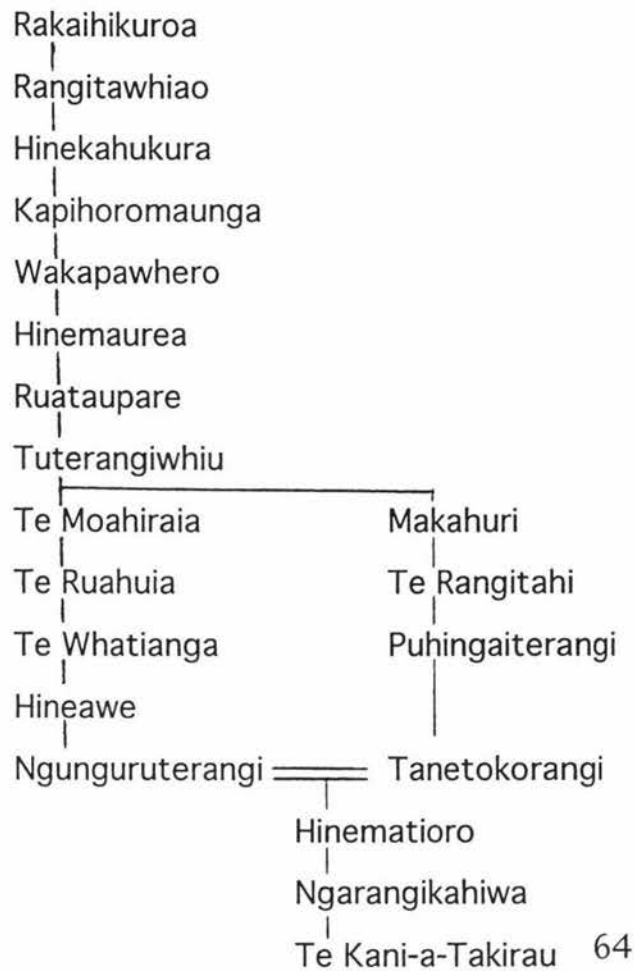 Rakaihikuroa
Rangitawhiao
Hinekahukura
Kapihoromaunga
Wakapawhero
Hinemaurea
Ruataupare
Tuterangiwhiu
Te Moahiraia Makahuri
Te Ruahuia Te Rangitahi
Te Whatianga Puhingaiterangi
Hineawe
Ngunguruterangi Tanetokorangi
Hinematioro
Ngarangikahiwa
Te Kani-a-Takirau 64